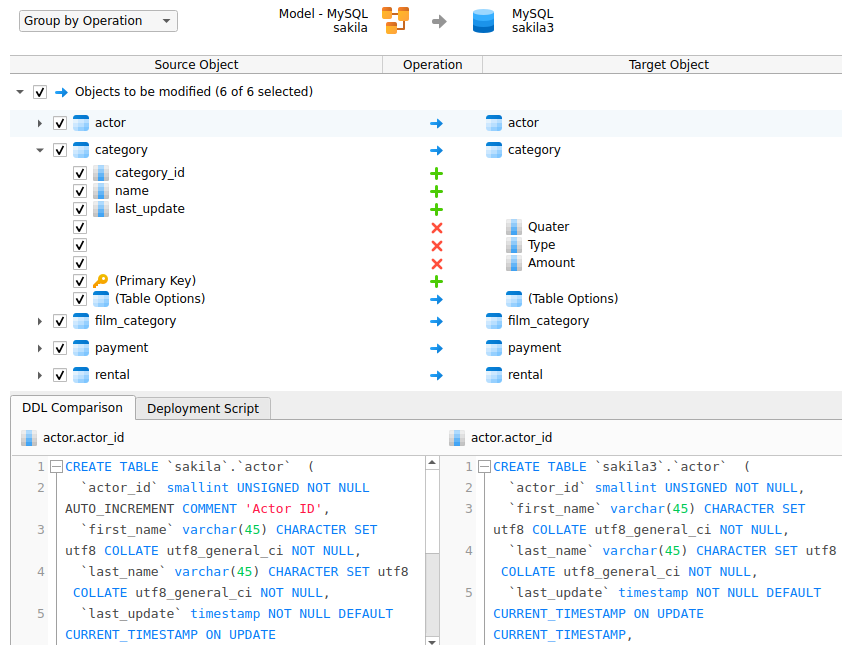 Group by Operation
Model - MySQL
sakila
MySQL
sakila3
Source Object Operation Target Object
Objects to be modified (6 of 6 selected)
actor actor
category category
category_id
name
last_update
Quater
Type
Amount
(Primary Key)
(Table Options) (Table Options)
film_category film_category
payment payment
rental rental
DDL Comparison Deployment Script
actor.actor_id
1 CREATE TABLE `sakila`.`actor` (
2 `actor_id` smallint UNSIGNED NOT NULL
AUTO_INCREMENT COMMENT 'Actor ID',
3 `first_name` varchar(45) CHARACTER SET
utf8 COLLATE utf8_general_ci NOT NULL,
4 `last_name` varchar(45) CHARACTER SET utf8
COLLATE utf8_general_ci NOT NULL,
5 `last_update` timestamp NOT NULL DEFAULT
CURRENT_TIMESTAMP ON UPDATE
actor.actor_id
1 CREATE TABLE `sakila3`.`actor` (
2 `actor_id` smallint UNSIGNED NOT NULL,
3 `first_name` varchar(45) CHARACTER SET
utf8 COLLATE utf8_general_ci NOT NULL,
4 `last_name` varchar(45) CHARACTER SET utf8
COLLATE utf8_general_ci NOT NULL,
5 `last_update` timestamp NOT NULL DEFAULT
CURRENT_TIMESTAMP ON UPDATE
CURRENT_TIMESTAMP,